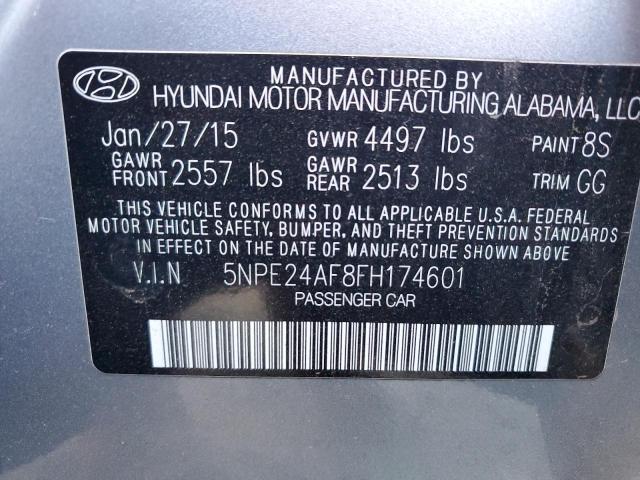 MANUFACTURED BY
HYUNDAI MOTOR MANUFACTURING ALABAMA, LLC
Jan/27/15 GVWR 4497 lbs PAINT 8S
GAWR FRONT 2557 lbs GAWR REAR 2513 lbs TRIM GG
THIS VEHICLE CONFORMS TO ALL APPLICABLE U.S.A. FEDERAL
MOTOR VEHICLE SAFETY, BUMPER, AND THEFT PREVENTION STANDARDS
IN EFFECT ON THE DATE OF MANUFACTURE SHOWN ABOVE
V.I.N 5NPE24AF8FH174601
PASSENGER CAR